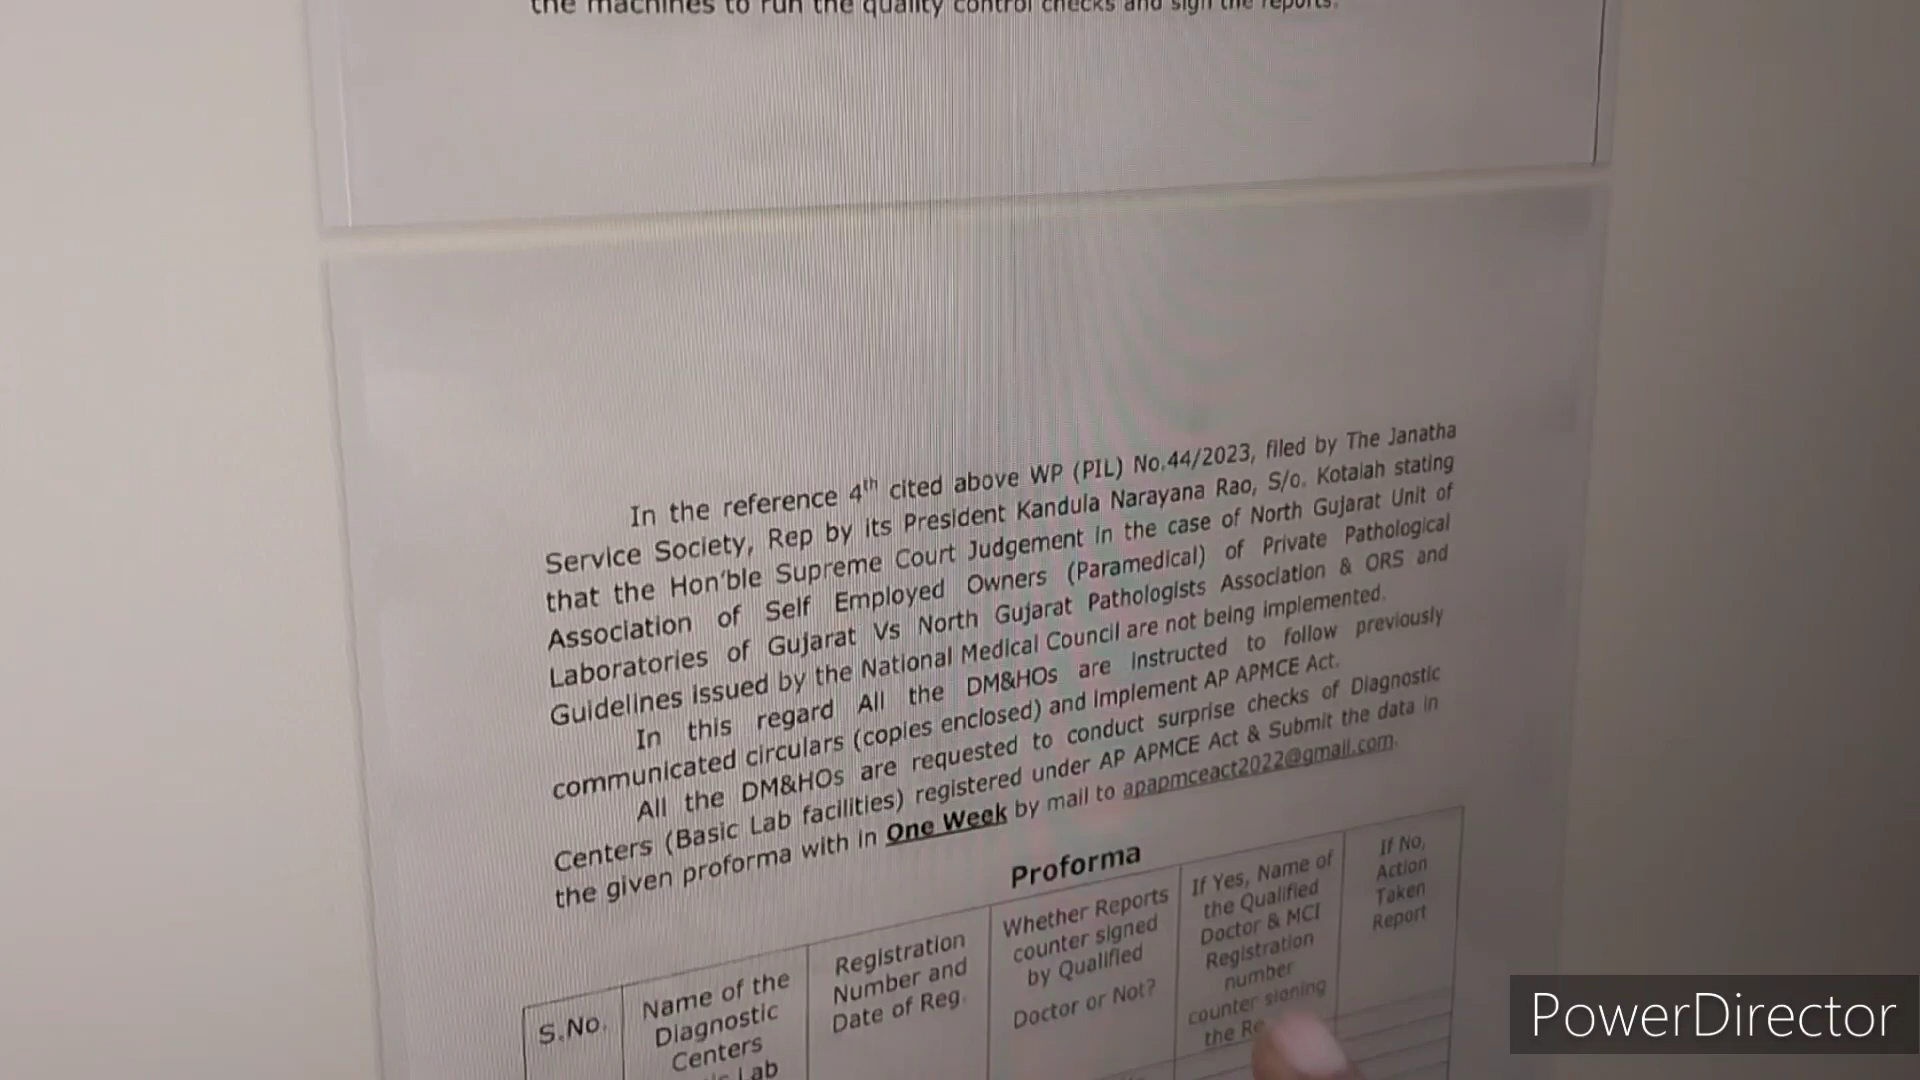 the machines to run the quality control checks and sign the reports.
In the reference 4th cited above WP (PIL) No.44/2023, filed by The Janatha
Service Society, Rep by its President Kandula Narayana Rao, S/o. Kotaiah stating
that the Hon'ble Supreme Court Judgement in the case of North Gujarat Unit of
Association of Self Employed Owners (Paramedical) of Private Pathological
Laboratories of Gujarat Vs North Gujarat Pathologists Association & ORS and
Guidelines issued by the National Medical Council are not being implemented.
In this regard All the DM&HOs are instructed to follow previously
communicated circulars (copies enclosed) and implement AP APMCE Act.
All the DM&HOs are requested to conduct surprise checks of Diagnostic
Centers (Basic Lab facilities) registered under AP APMCE Act & Submit the data in
the given proforma with in One Week by mail to apapmceact2022@gmail.com.
Proforma
S.No.
Name of the
Diagnostic
Centers
Lab
Registration
Number and
Date of Reg.
Whether Reports
counter signed
by Qualified
Doctor or Not?
If Yes, Name of
the Qualified
Doctor & MCI
Registration
number
counter signing
the
If No,
Action
Taken
Report
PowerDirector